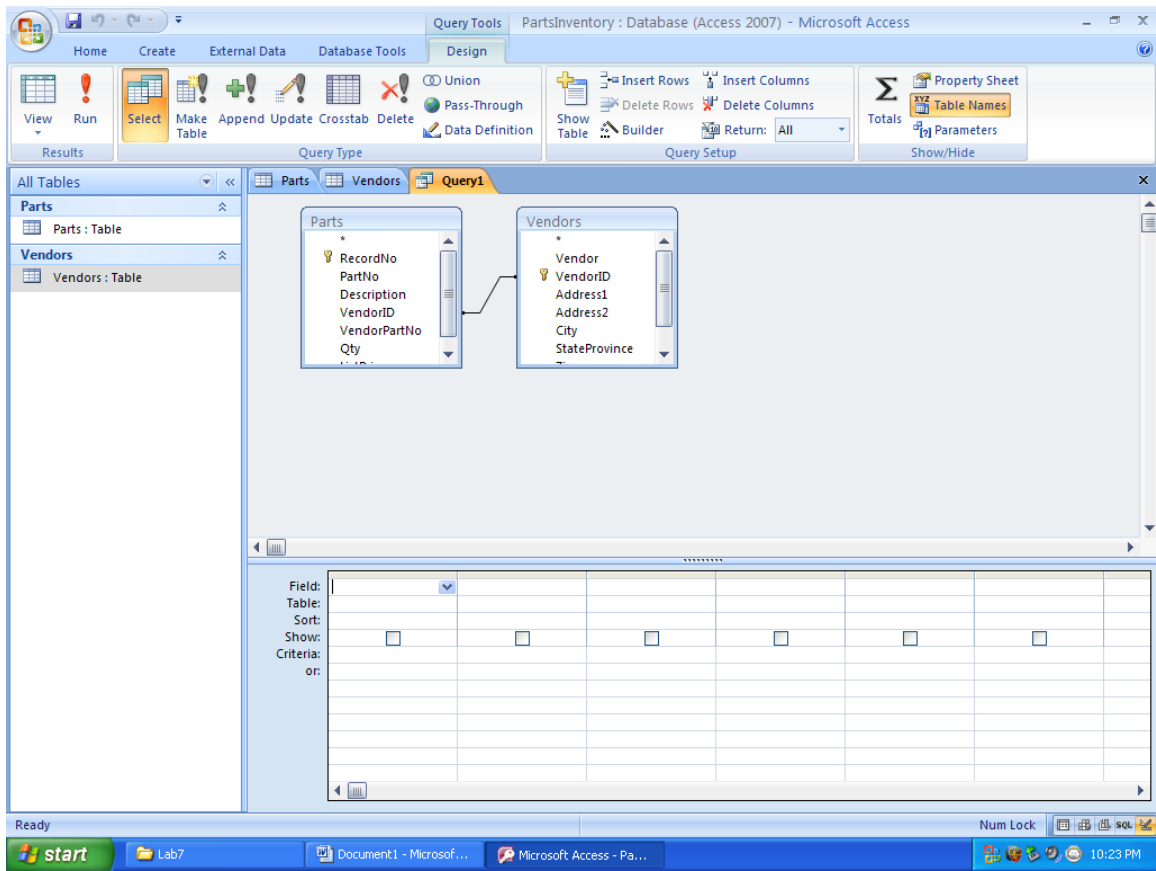 Query Tools PartsInventory : Database (Access 2007) - Microsoft Access
Home Create External Data Database Tools Design
View Run Select Make Table Append Update Crosstab Delete
Union
Pass-Through
Data Definition
Show Table
Insert Rows
Delete Rows
Builder
Insert Columns
Delete Columns
Return: All
Totals
Property Sheet
Table Names
Parameters
Results Query Type Query Setup Show/Hide
All Tables
Parts Vendors Query1
Parts
Parts : Table
Vendors
Vendors : Table
Parts
*
RecordNo
PartNo
Description
VendorID
VendorPartNo
Qty
Vendors
*
Vendor
VendorID
Address1
Address2
City
StateProvince
Field:
Table:
Sort:
Show:
Criteria:
or:
Ready Num Lock SQL
start Lab7 Document1 - Microsof... Microsoft Access - Pa... 10:23 PM